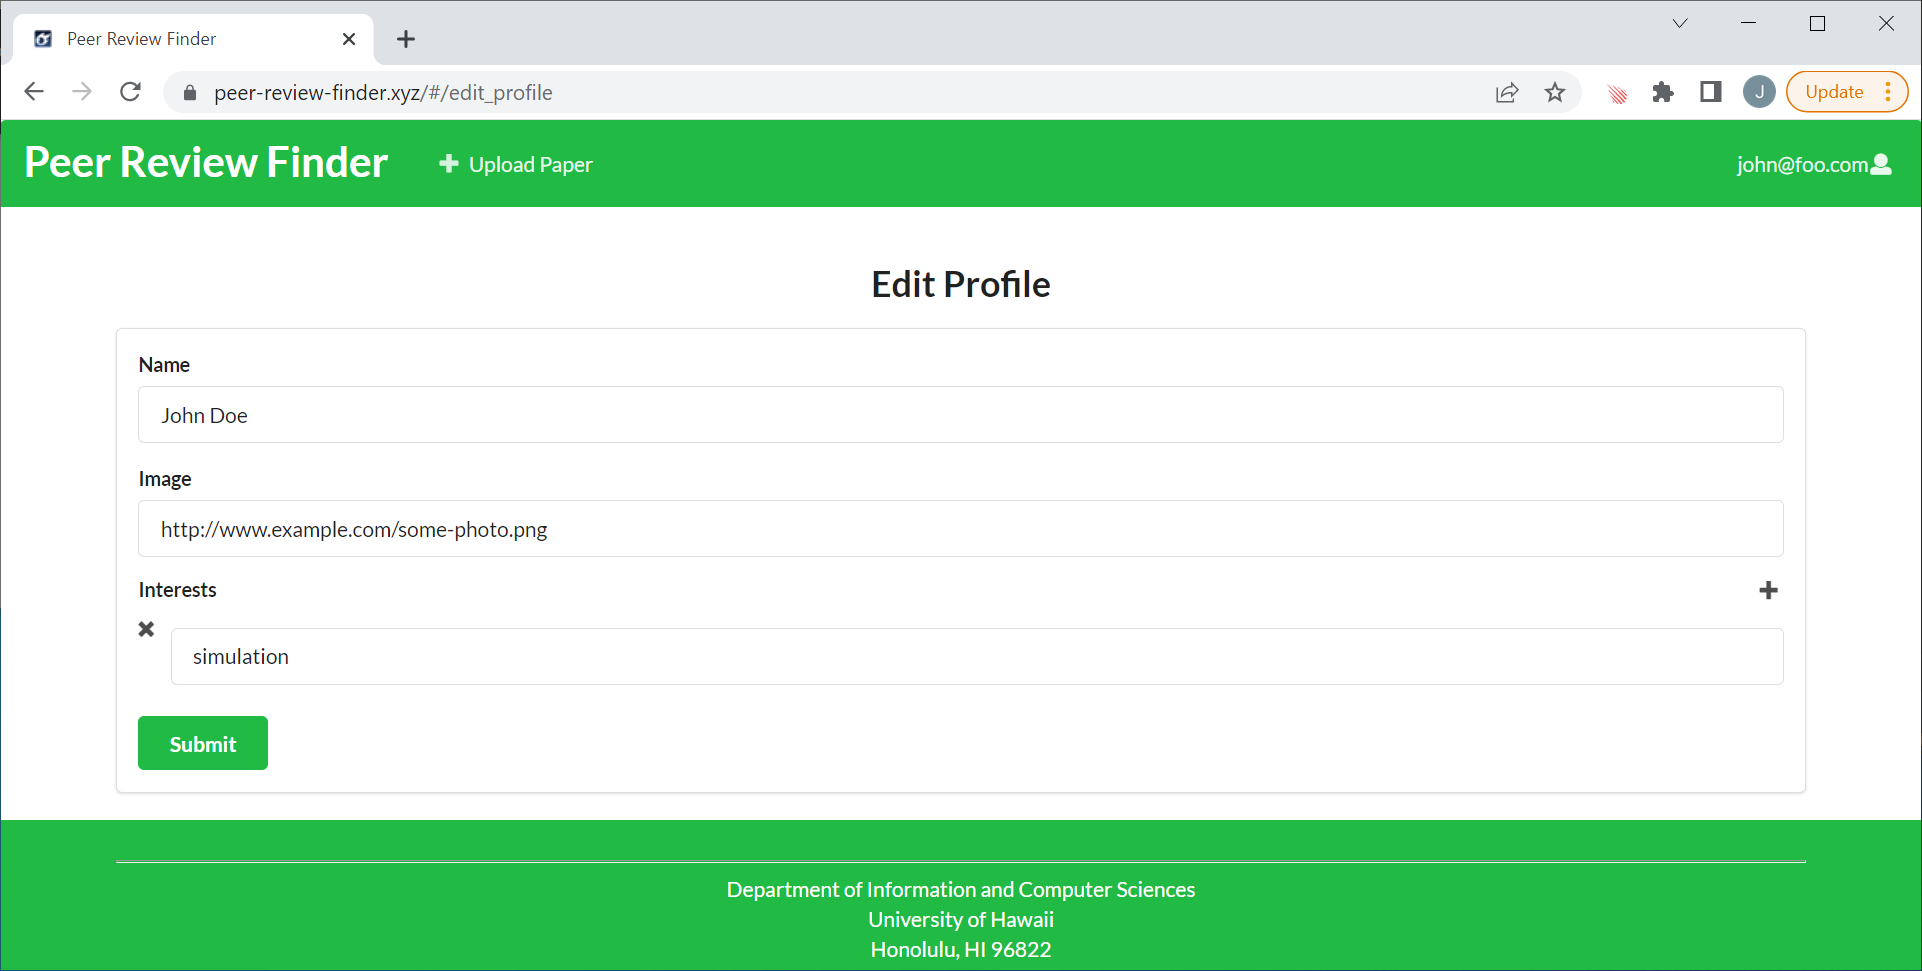 Peer Review Finder
peer-review-finder.xyz/#/edit_profile
J
Update
Peer Review Finder
Upload Paper
john@foo.com
Edit Profile
Name
John Doe
Image
http://www.example.com/some-photo.png
Interests
simulation
Submit
Department of Information and Computer Sciences
University of Hawaii
Honolulu, HI 96822